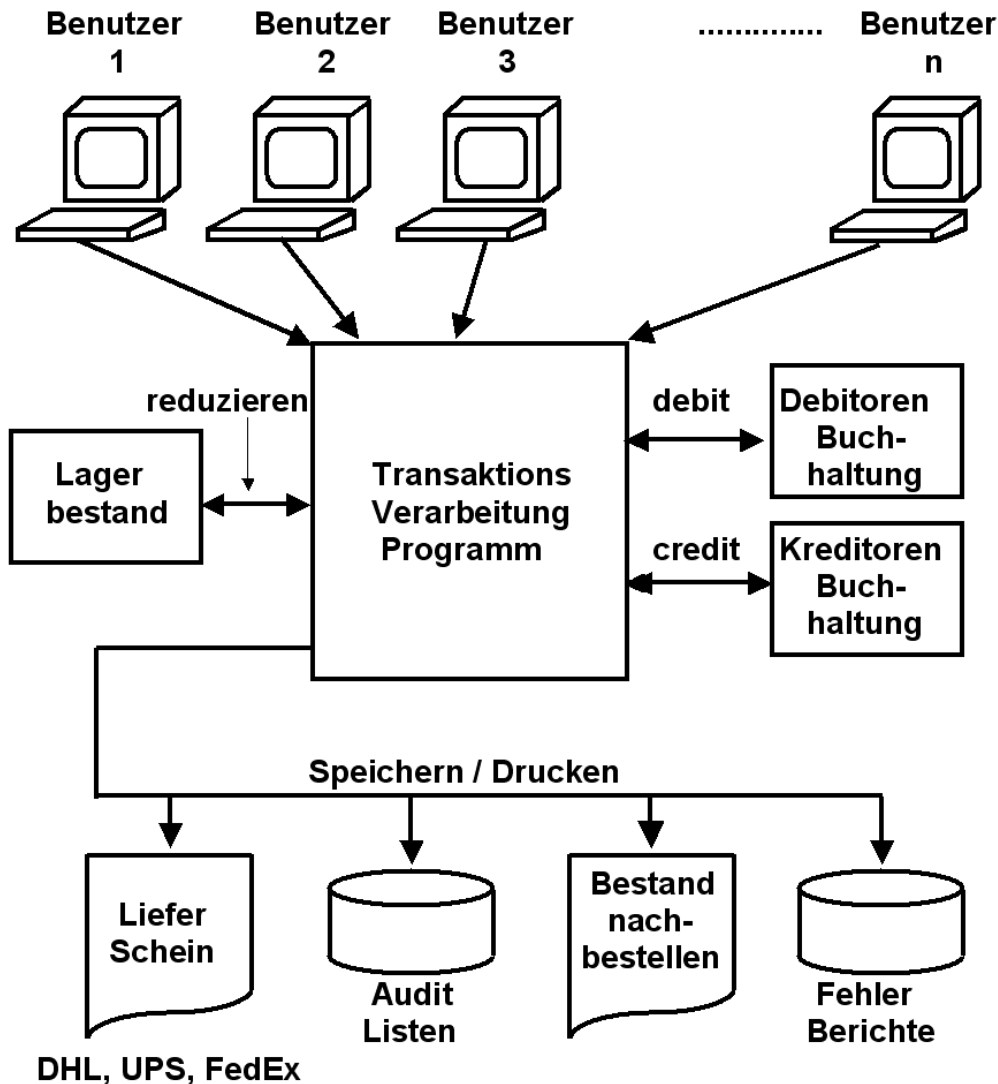 Benutzer
1
Benutzer
2
Benutzer
3
..............
Benutzer
n
reduzieren
Lager
bestand
Transaktions
Verarbeitung
Programm
debit
Debitoren
Buch-
haltung
credit
Kreditoren
Buch-
haltung
Speichern / Drucken
Liefer
Schein
DHL, UPS, FedEx
Audit
Listen
Bestand
nach-
bestellen
Fehler
Berichte